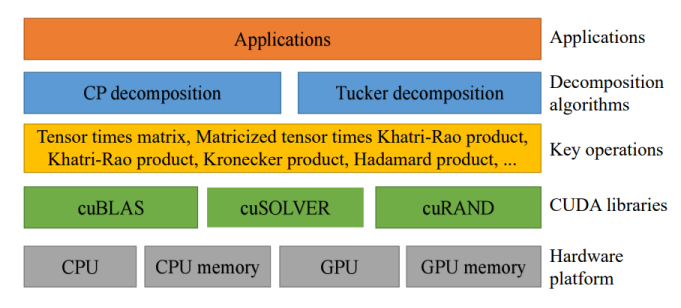 Applications
Applications
CP decomposition
Tucker decomposition
Decomposition
algorithms
Tensor times matrix, Matricized tensor times Khatri-Rao product,
Khatri-Rao product, Kronecker product, Hadamard product, ...
Key operations
cuBLAS
cuSOLVER
cuRAND
CUDA libraries
CPU
CPU memory
GPU
GPU memory
Hardware
platform